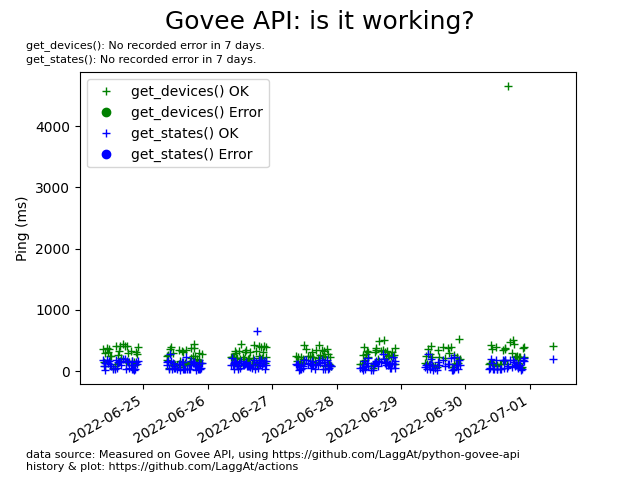 Govee API: is it working?
get_devices(): No recorded error in 7 days.
get_states(): No recorded error in 7 days.
get_devices() OK
get_devices() Error
get_states() OK
get_states() Error
Ping (ms)
4000
3000
2000
1000
0
2022-06-25
2022-06-26
2022-06-27
2022-06-28
2022-06-29
2022-06-30
2022-07-01
data source: Measured on Govee API, using https://github.com/LaggAt/python-govee-api
history & plot: https://github.com/LaggAt/actions